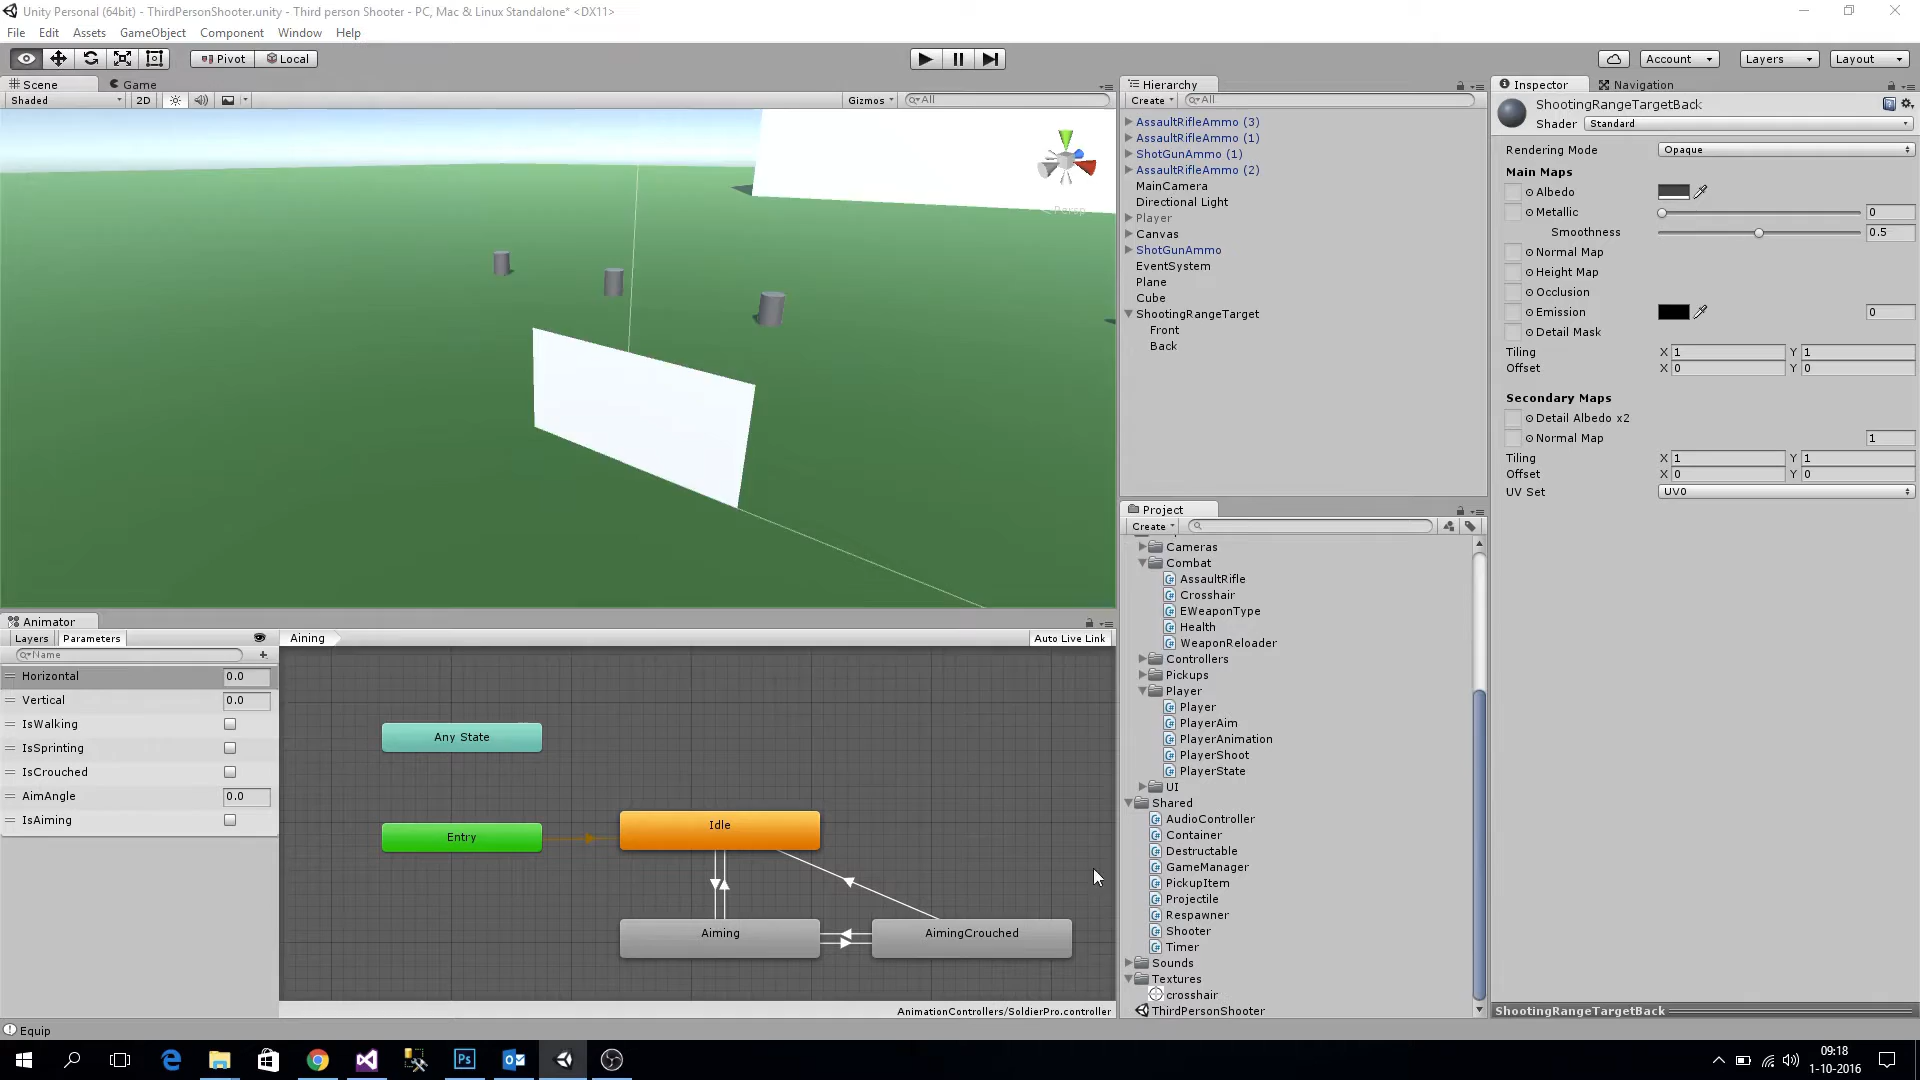 Unity Personal (64bit) - ThirdPersonShooter.unity - Third person Shooter - PC, Mac & Linux Standalone* <DX11>
File Edit Assets GameObject Component Window Help
Pivot Local
Account Layers Layout
Scene Game
Shaded 2D Gizmos All
Persp
Hierarchy
Create All
AssaultRifleAmmo (3)
AssaultRifleAmmo (1)
ShotGunAmmo (1)
AssaultRifleAmmo (2)
MainCamera
Directional Light
Player
Canvas
ShotGunAmmo
EventSystem
Plane
Cube
ShootingRangeTarget
Front
Back
Project
Create
Cameras
Combat
AssaultRifle
Crosshair
EWeaponType
Health
WeaponReloader
Controllers
Pickups
Player
Player
PlayerAim
PlayerAnimation
PlayerShoot
PlayerState
UI
Shared
AudioController
Container
Destructable
GameManager
PickupItem
Projectile
Respawner
Shooter
Timer
Sounds
Textures
crosshair
ThirdPersonShooter
Inspector Navigation
ShootingRangeTargetBack
Shader Standard
Rendering Mode Opaque
Main Maps
Albedo
Metallic 0
Smoothness 0.5
Normal Map
Height Map
Occlusion
Emission 0
Detail Mask
Tiling X 1 Y 1
Offset X 0 Y 0
Secondary Maps
Detail Albedo x2
Normal Map 1
Tiling X 1 Y 1
Offset X 0 Y 0
UV Set UV0
ShootingRangeTargetBack
Animator
Layers Parameters
Name
Horizontal 0.0
Vertical 0.0
IsWalking
IsSprinting
IsCrouched
AimAngle 0.0
IsAiming
Aining Auto Live Link
Any State
Entry
Idle
Aiming
AimingCrouched
AnimationControllers/SoldierPro.controller
Equip
09:18
1-10-2016